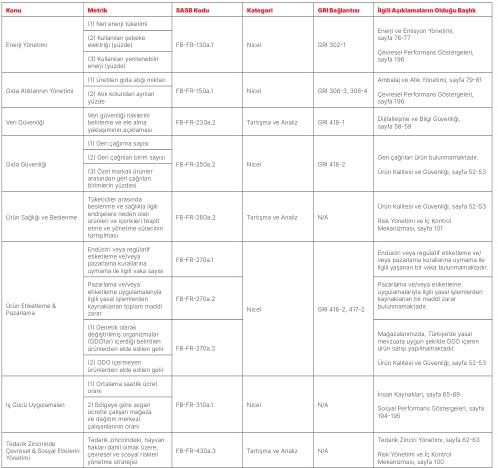 Konu Metrik SASB Kodu Kategori GRI Bağlantısı İlgili Açıklamaların Olduğu Başlık
Enerji Yönetimi
(1) Net enerji tüketimi
(2) Kullanılan şebeke
elektriği (yüzde)
(3) Kullanılan yenilenebilir
enerji (yüzde)
FB-FR-130a.1
Nicel
GRI 302-1
Enerji ve Emisyon Yönetimi,
sayfa 76-77
Çevresel Performans Göstergeleri,
sayfa 196
Gıda Atıklarının Yönetimi
(1) Üretilen gıda atığı miktarı
(2) Atık kolundan ayrılan
yüzde
FB-FR-150a.1
Nicel
GRI 306-3, 306-4
Ambalaj ve Atık Yönetimi, sayfa 79-81
Çevresel Performans Göstergeleri,
sayfa 196
Veri Güvenliği
Veri güvenliği risklerini
belirleme ve ele alma
yaklaşımının açıklaması
FB-FR-230a.2
Tartışma ve Analiz
GRI 418-1
Dijitalleşme ve Bilgi Güvenliği,
sayfa 58-59
Gıda Güvenliği
(1) Geri çağırma sayısı
(2) Geri çağrılan birim sayısı
(3) Özel markalı ürünler
arasından geri çağrılan
birimlerin yüzdesi
FB-FR-250a.2
Nicel
GRI 416-2
Geri çağrılan ürün bulunmamaktadır.
Ürün Kalitesi ve Güvenliği, sayfa 52-53
Ürün Sağlığı ve Beslenme
Tüketiciler arasında
beslenme ve sağlıkla ilgili
endişelere neden olan
ürünleri ve içerikleri tespit
etme ve yönetme sürecinin
tartışılması
FB-FR-260a.2
Tartışma ve Analiz
N/A
Ürün Kalitesi ve Güvenliği, sayfa 52-53
Risk Yönetimi ve İç Kontrol
Mekanizması, sayfa 101
Ürün Etiketleme &
Pazarlama
Endüstri veya regülatif
etiketleme ve/veya
pazarlama kurallarına
uymama ile ilgili vaka sayısı
FB-FR-270a.1
Nicel
GRI 416-2, 417-2
Endüstri veya regülatif etiketleme ve/
veya pazarlama kurallarına uymama ile
ilgili yaşanan bir vaka bulunmamaktadır.
Pazarlama ve/veya
etiketleme uygulamalarıyla
ilgili yasal işlemlerden
kaynaklanan toplam maddi
zarar
FB-FR-270a.2
Pazarlama ve/veya etiketleme
uygulamalarıyla ilgili yasal işlemlerden
kaynaklanan bir maddi zarar
bulunmamaktadır.
(1) Genetik olarak
değiştirilmiş organizmalar
(GDO'lar) içerdiği belirtilen
ürünlerden elde edilen gelir
(2) GDO içermeyen
ürünlerden elde edilen gelir
FB-FR-270a.3
Mağazalarımızda, Türkiye'de yasal
mevzuata uygun şekilde GDO içeren
ürün satışı yapılmamaktadır.
Ürün Kalitesi ve Güvenliği, sayfa 52-53
İş Gücü Uygulamaları
(1) Ortalama saatlik ücret
oranı
2) Bölgeye göre asgari
ücretle çalışan mağaza
ve dağıtım merkezi
çalışanlarının oranı
FB-FR-310a.1
Nicel
N/A
İnsan Kaynakları, sayfa 65-69
Sosyal Performans Göstergeleri, sayfa
194-195
Tedarik Zincirinde
Çevresel & Sosyal Etkilerin
Yönetimi
Tedarik zincirindeki, hayvan
hakları dahil olmak üzere,
çevresel ve sosyal riskleri
yönetme stratejisi
FB-FR-430a.3
Tartışma ve Analiz
N/A
Tedarik Zinciri Yönetimi, sayfa 62-63
Risk Yönetimi ve İç Kontrol
Mekanizması, sayfa 100